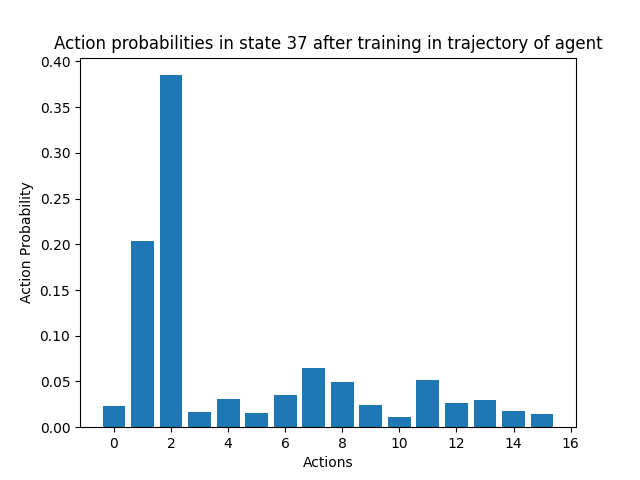 Action probabilities in state 37 after training in trajectory of agent
0.40
0.35
0.30
0.25
0.20
0.15
0.10
0.05
0.00
Action Probability
0 2 4 6 8 10 12 14 16
Actions